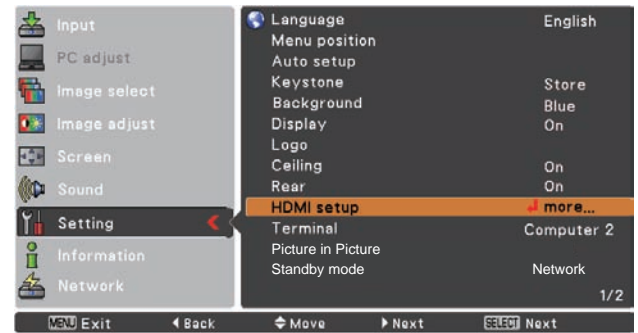 Input
PC adjust
Image select
Image adjust
Screen
Sound
Setting
Information
Network
Language English
Menu position
Auto setup
Keystone Store
Background Blue
Display On
Logo
Ceiling On
Rear On
HDMI setup more...
Terminal Computer 2
Picture in Picture
Standby mode Network
1/2
MENU Exit Back Move Next SELECT Next